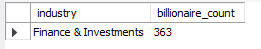 industry billionaire_count
Finance & Investments 363